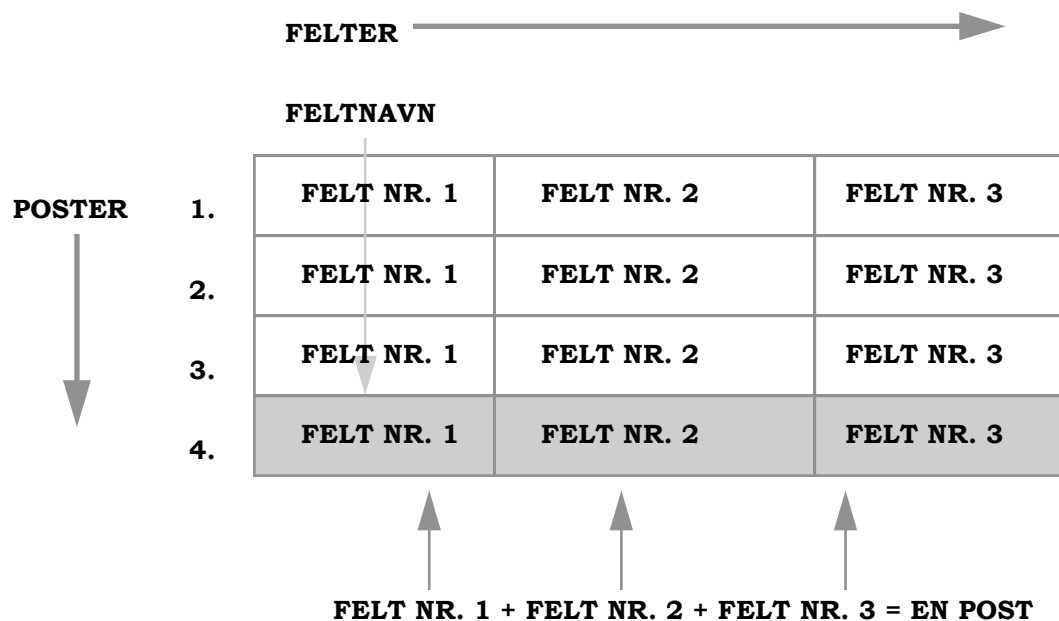 FELTER
FELTNAVN
POSTER 1. FELT NR. 1 FELT NR. 2 FELT NR. 3
2. FELT NR. 1 FELT NR. 2 FELT NR. 3
3. FELT NR. 1 FELT NR. 2 FELT NR. 3
4. FELT NR. 1 FELT NR. 2 FELT NR. 3
FELT NR. 1 + FELT NR. 2 + FELT NR. 3 = EN POST